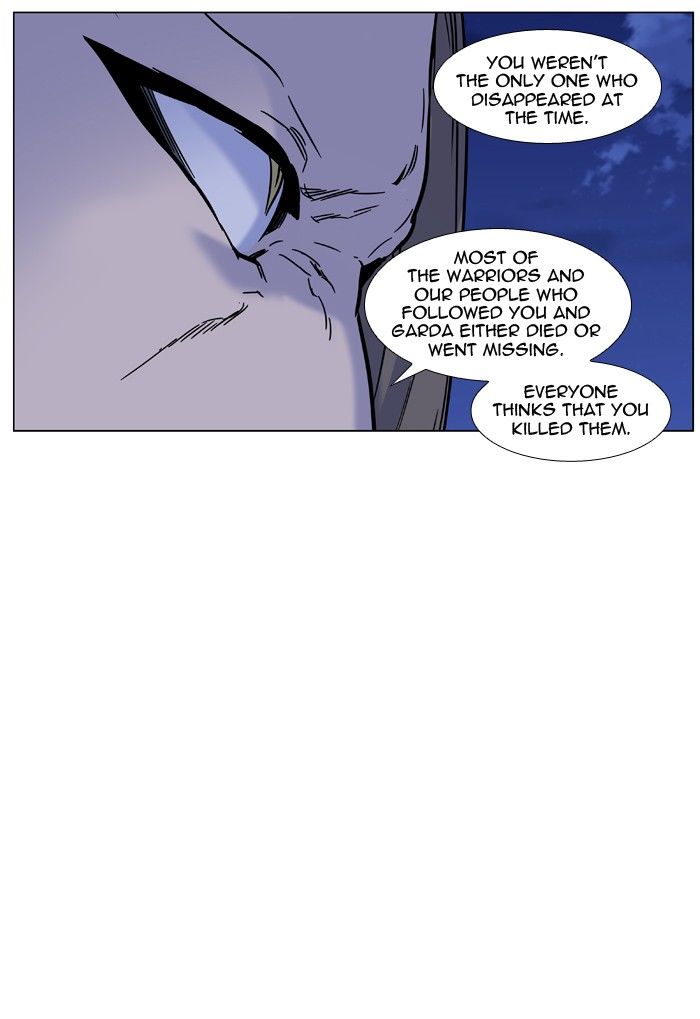 YOU WEREN'T
THE ONLY ONE WHO
DISAPPEARED AT
THE TIME.
MOST OF
THE WARRIORS AND
OUR PEOPLE WHO
FOLLOWED YOU AND
GARDA EITHER DIED OR
WENT MISSING.
EVERYONE
THINKS THAT YOU
KILLED THEM.